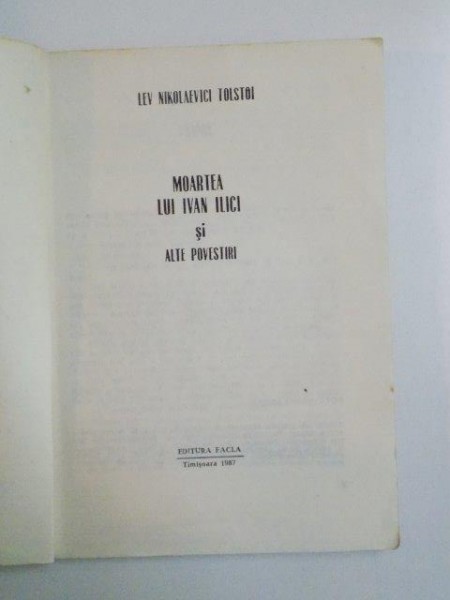 LEV NIKOLAEVICI TOLSTOI
MOARTEA
LUI IVAN ILICI
și
ALTE POVESTIRI
EDITURA FACLA
Timișoara 1987